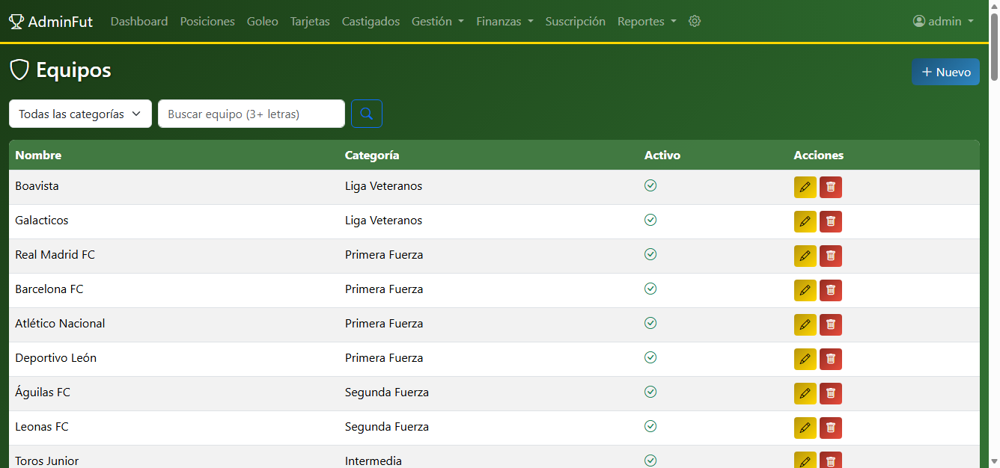 AdminFut Dashboard Posiciones Goleo Tarjetas Castigados Gestión Finanzas Suscripción Reportes admin
Equipos
+ Nuevo
Todas las categorías Buscar equipo (3+ letras)
Nombre Categoría Activo Acciones
Boavista Liga Veteranos
Galacticos Liga Veteranos
Real Madrid FC Primera Fuerza
Barcelona FC Primera Fuerza
Atlético Nacional Primera Fuerza
Deportivo León Primera Fuerza
Águilas FC Segunda Fuerza
Leonas FC Segunda Fuerza
Toros Junior Intermedia